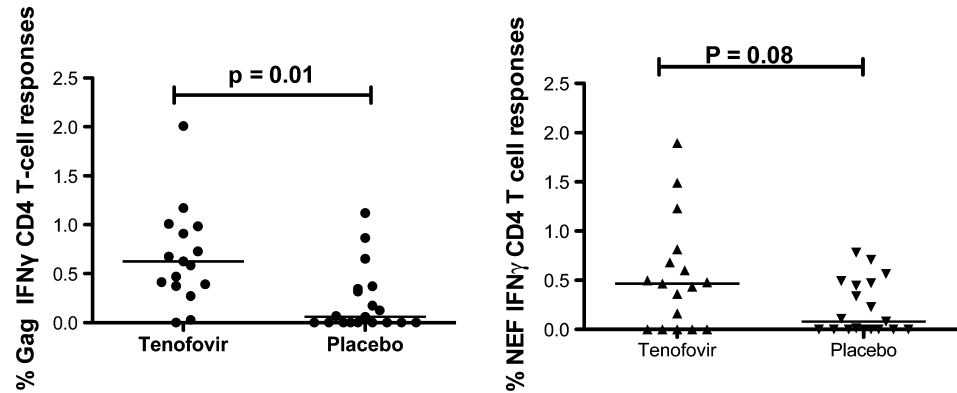 % Gag IFNγ CD4 T-cell responses
p = 0.01
2.5
2.0
1.5
1.0
0.5
0.0
Tenofovir Placebo
% NEF IFNγ CD4 T cell responses
P = 0.08
2.5
2.0
1.5
1.0
0.5
0.0
Tenofovir Placebo